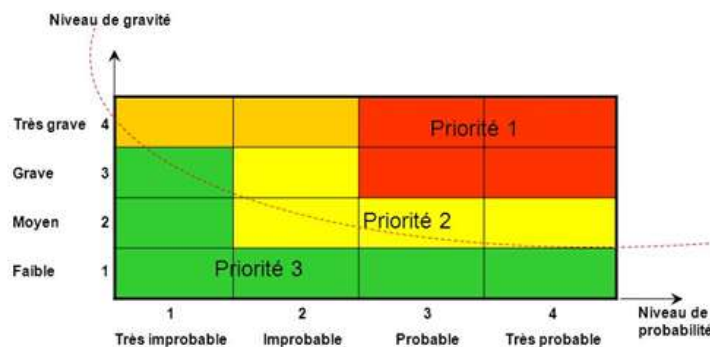 Niveau de gravité
Très grave 4 Priorité 1
Grave 3
Moyen 2 Priorité 2
Faible 1 Priorité 3
1 2 3 4
Très improbable Improbable Probable Très probable
Niveau de
probabilité